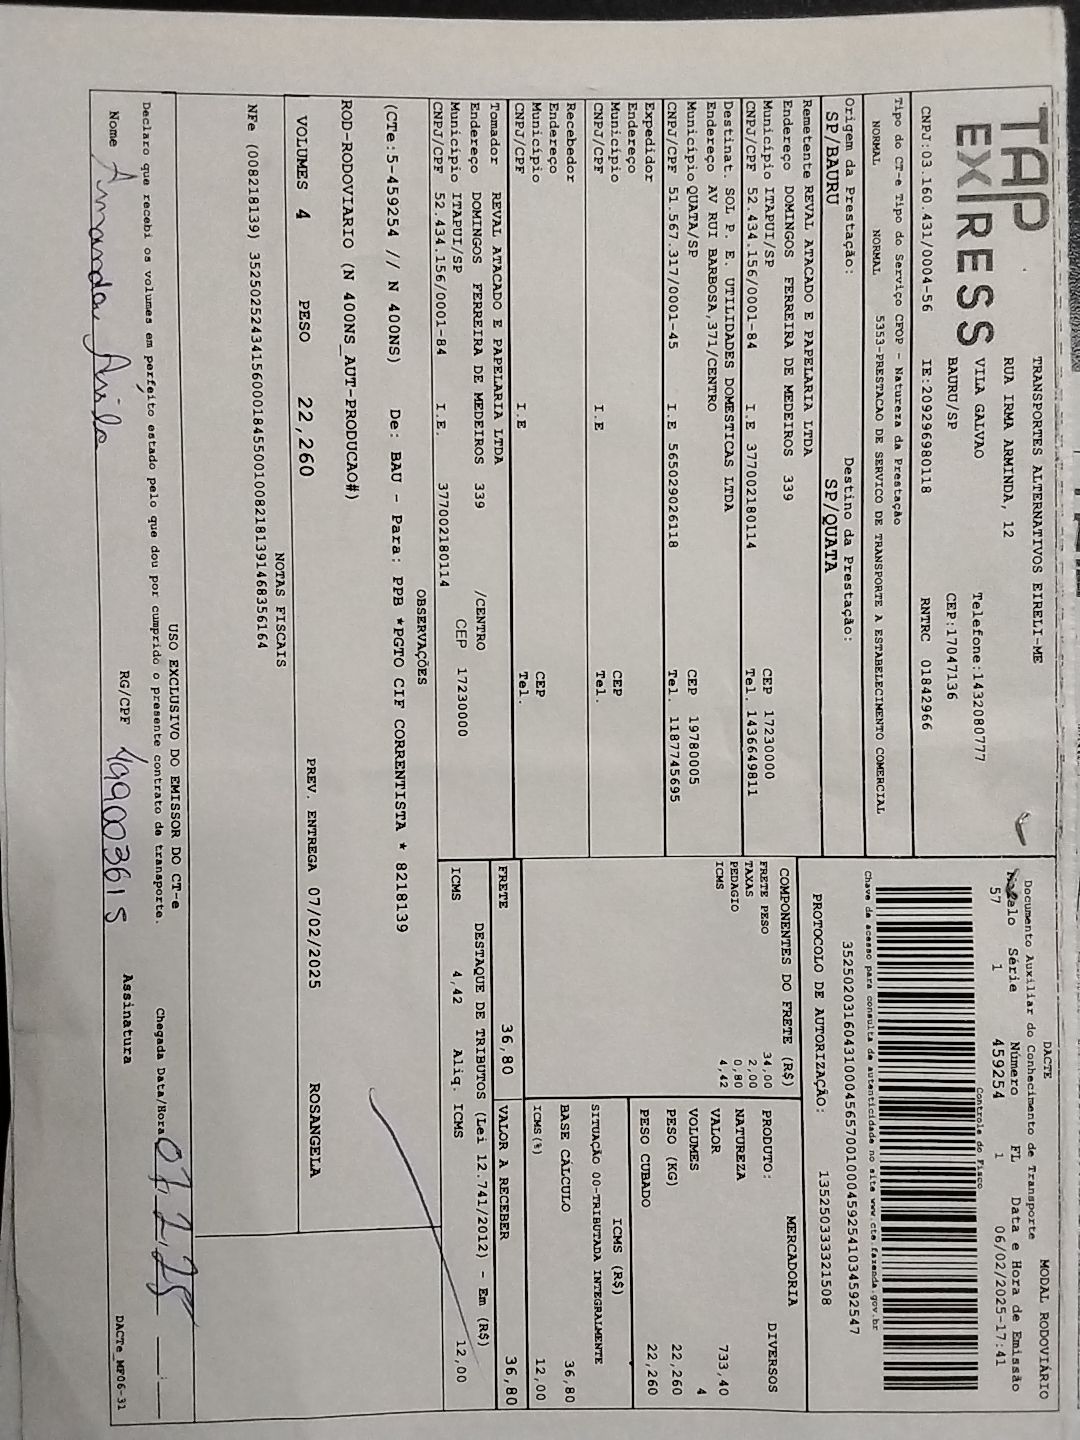 TAP EXPRESS
TRANSPORTES ALTERNATIVOS EIRELI-ME
RUA IRMA ARMINDA, 12
Telefone:1432080777
VILA GALVAO CEP:17047136
BAURU/SP
CNPJ:03.160.431/0004-56 IE:209296980118 RNTRC 01842966
DACTE MODAL RODOVIÁRIO
Documento Auxiliar do Conhecimento de Transporte
Série Número FL Data e Hora de Emissão
57 1 459254 1 06/02/2025-17:41
Controle do Fisco
Chave de acesso para consulta de autenticidade no site www.cte.fazenda.gov.br
35250203160431000456570010004592541034592547
PROTOCOLO DE AUTORIZAÇÃO: 135250333321508
Tipo do CT-e Tipo do Serviço CFOP - Natureza da Prestação
NORMAL NORMAL 5353-PRESTACAO DE SERVICO DE TRANSPORTE A ESTABELECIMENTO COMERCIAL
Origem da Prestação: Destino da Prestação:
SP/BAURU SP/QUATA
Remetente REVAL ATACADO E PAPELARIA LTDA
Endereço DOMINGOS FERREIRA DE MEDEIROS 339
Município ITAPUI/SP CEP 17230000
CNPJ/CPF 52.434.156/0001-84 I.E 377002180114 Tel. 1436649811
Destinat. SOL P. E. UTILIDADES DOMESTICAS LTDA
Endereço AV RUI BARBOSA,371/CENTRO
Município QUATA/SP CEP 19780005
CNPJ/CPF 51.567.317/0001-45 I.E 565029026118 Tel. 1187745695
Expedidor
Endereço
Município CEP
CNPJ/CPF I.E Tel.
Recebedor
Endereço
Município CEP
CNPJ/CPF I.E Tel.
Tomador REVAL ATACADO E PAPELARIA LTDA
Endereço DOMINGOS FERREIRA DE MEDEIROS 339 /CENTRO
Município ITAPUI/SP CEP 17230000
CNPJ/CPF 52.434.156/0001-84 I.E. 377002180114
COMPONENTES DO FRETE (R$)
FRETE PESO 34,00
TAXAS 2,00
PEDAGIO 0,80
ICMS 4,42
MERCADORIA
PRODUTO: DIVERSOS
NATUREZA
VALOR 733,40
VOLUMES 4
PESO (KG) 22,260
PESO CUBADO 22,260
ICMS (R$)
SITUAÇÃO 00-TRIBUTADA INTEGRALMENTE
BASE CÁLCULO 36,80
ICMS(%) 12,00
FRETE 36,80 VALOR A RECEBER 36,80
DESTAQUE DE TRIBUTOS (Lei 12.741/2012) - Em (R$)
ICMS 4,42 Aliq. ICMS 12,00
OBSERVAÇÕES
(CTe:5-459254 // N 400NS) De: BAU - Para: PPB *PGTO CIF CORRENTISTA * 8218139
ROD-RODOVIARIO (N 400NS_AUT-PRODUCAO#)
VOLUMES 4 PESO 22,260 PREV. ENTREGA 07/02/2025 ROSANGELA
NOTAS FISCAIS
NFe (008218139) 35250252434156000184550010082181391468356164
USO EXCLUSIVO DO EMISSOR DO CT-e
Declaro que recebi os volumes em perfeito estado pelo que dou por cumprido o presente contrato de transporte. Chegada Data/Hora 07-2-25
Nome Amanda Avila RG/CPF 499003615 Assinatura
DACTe_MF06-31